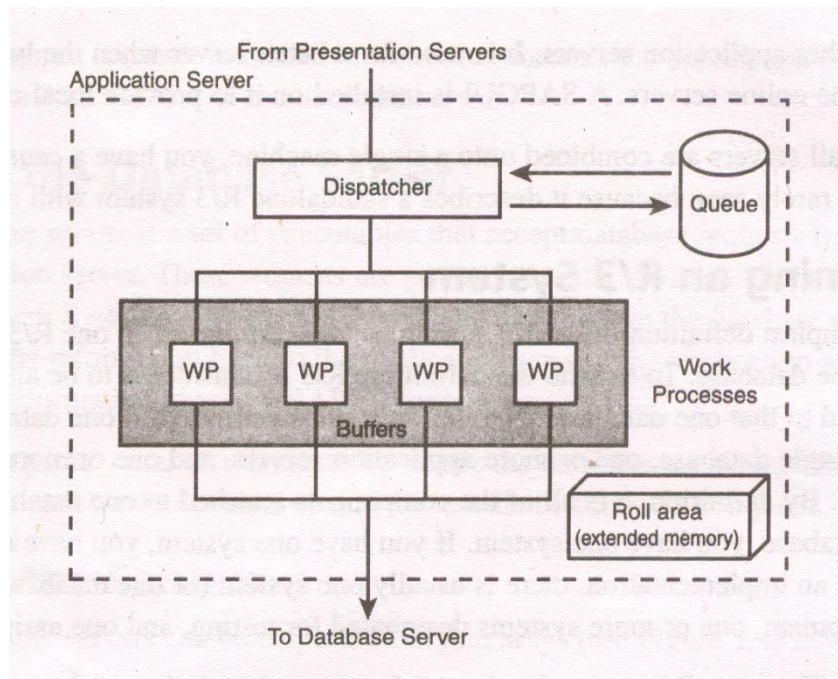 From Presentation Servers
Application Server
Dispatcher
Queue
WP
WP
WP
WP
Work
Processes
Buffers
Roll area
(extended memory)
To Database Server